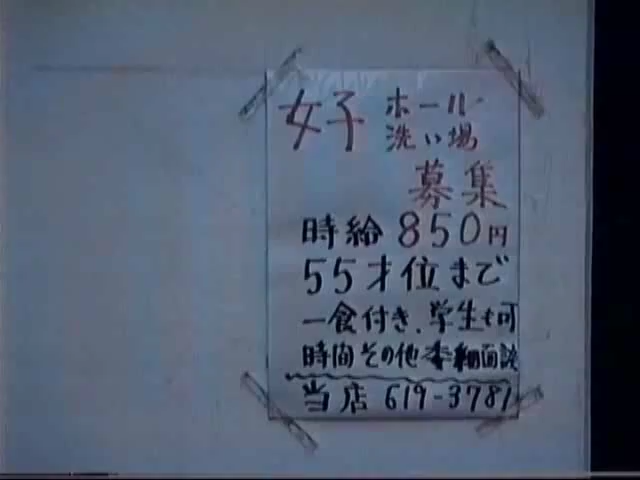 女子 ホール
洗い場
募集
時給 850円
55才位まで
一食付き、学生も可
時間その他委細面談
当店 619-3781